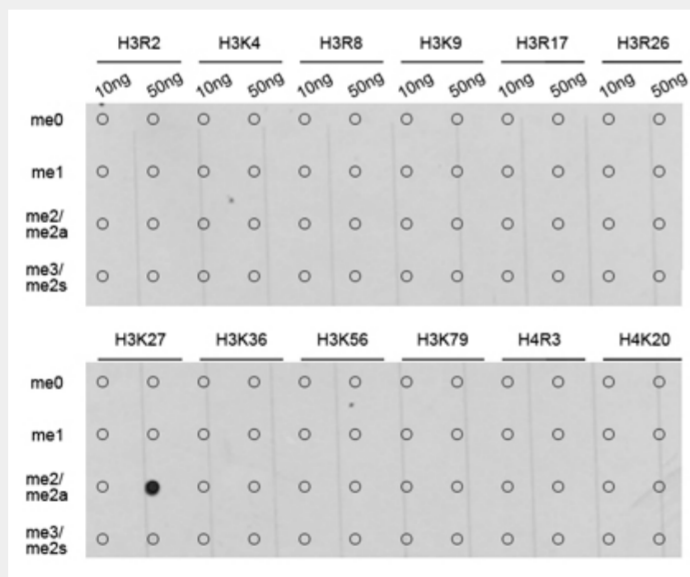 H3R2 H3K4 H3R8 H3K9 H3R17 H3R26
10ng 50ng 10ng 50ng 10ng 50ng 10ng 50ng 10ng 50ng 10ng 50ng
me0
me1
me2/
me2a
me3/
me2s
H3K27 H3K36 H3K56 H3K79 H4R3 H4K20
me0
me1
me2/
me2a
me3/
me2s